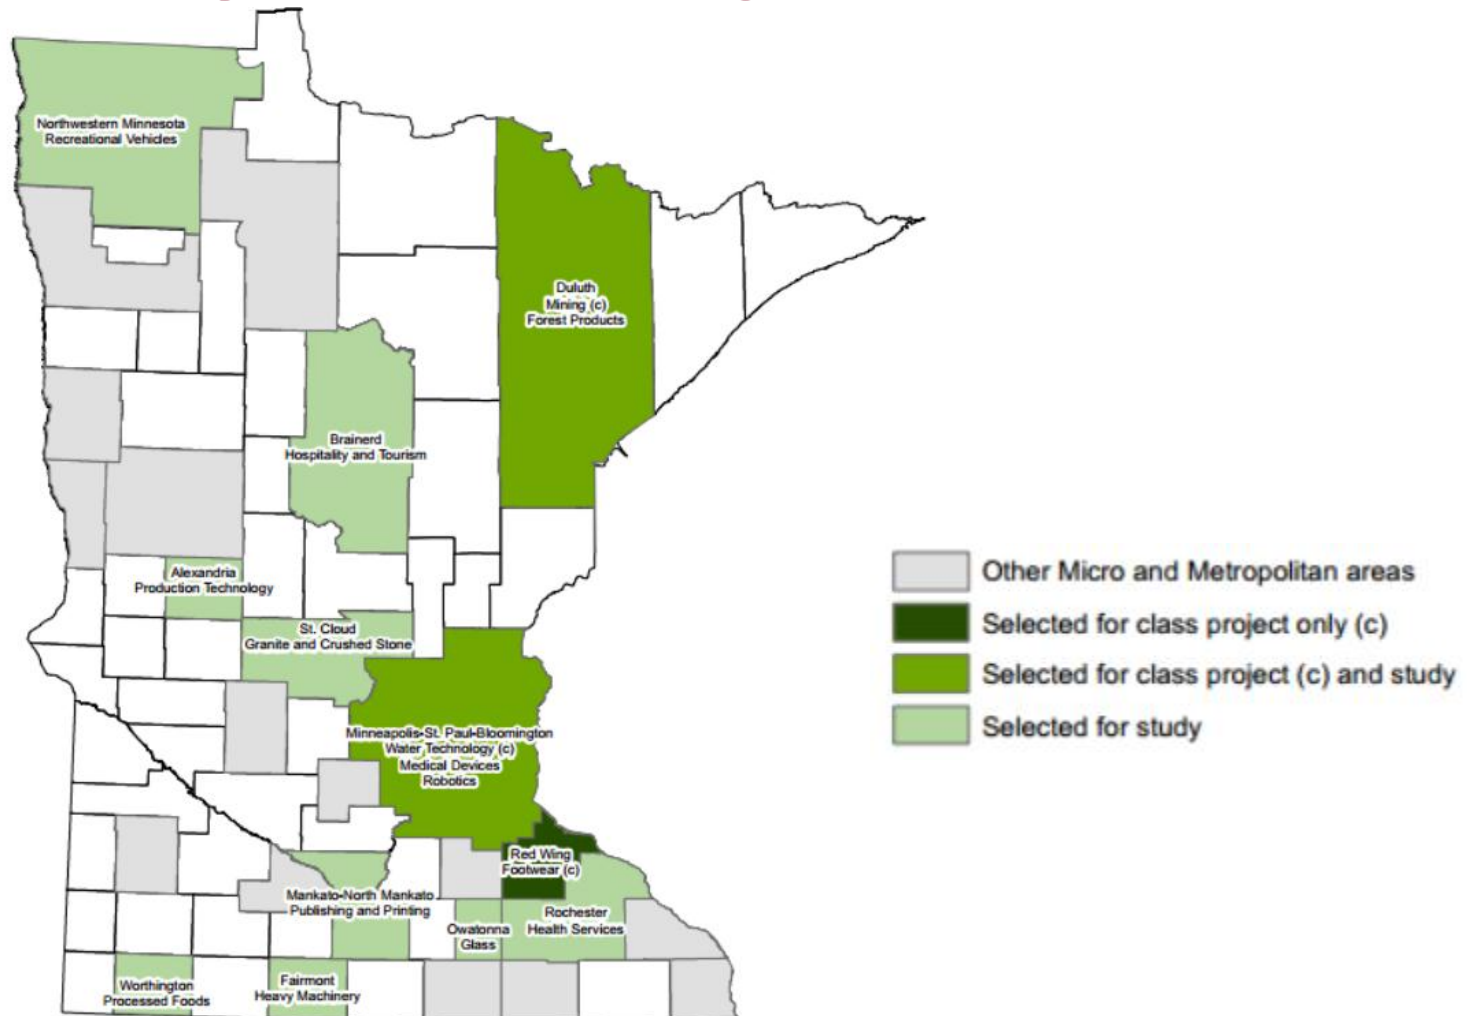 Northwestern Minnesota
Recreational Vehicles
Duluth
Mining (c)
Forest Products
Brainerd
Hospitality and Tourism
Alexandria
Production Technology
St. Cloud
Granite and Crushed Stone
Minneapolis-St. Paul-Bloomington
Water Technology (c)
Medical Devices
Robotics
Red Wing
Footwear (c)
Mankato-North Mankato
Publishing and Printing
Rochester
Health Services
Owatonna
Glass
Worthington
Processed Foods
Fairmont
Heavy Machinery
Other Micro and Metropolitan areas
Selected for class project only (c)
Selected for class project (c) and study
Selected for study